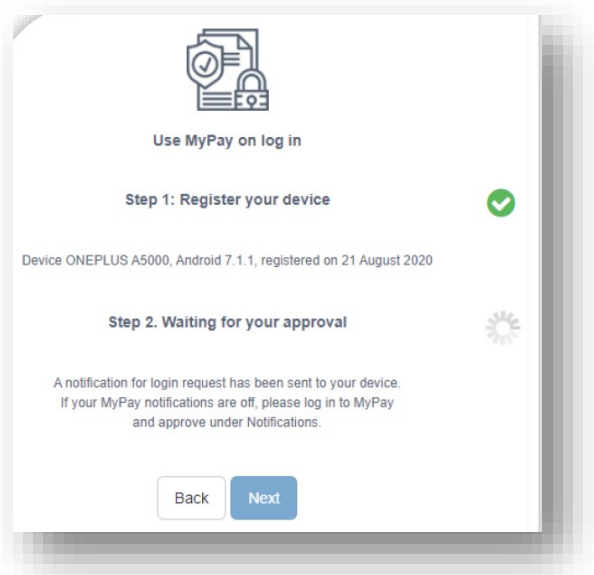 Use MyPay on log in
Step 1: Register your device
Device ONEPLUS A5000, Android 7.1.1, registered on 21 August 2020
Step 2. Waiting for your approval
A notification for login request has been sent to your device.
If your MyPay notifications are off, please log in to MyPay
and approve under Notifications.
Back
Next